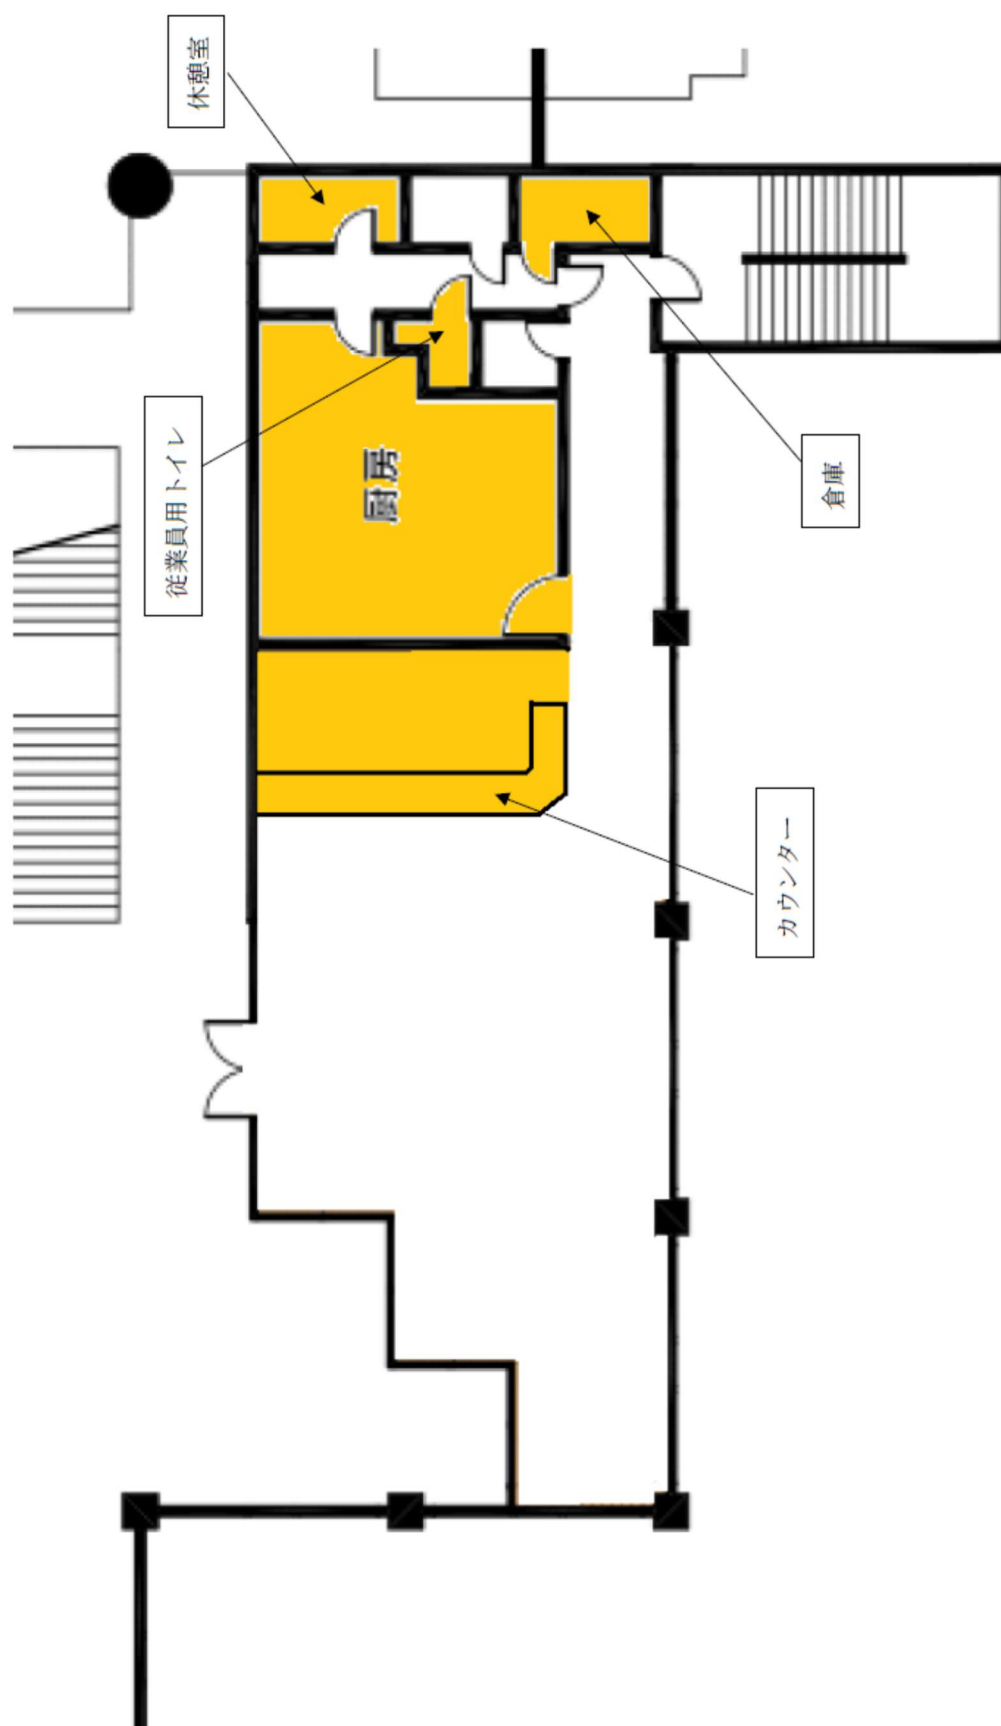 休憩室
従業員用トイレ
厨房
倉庫
カウンター